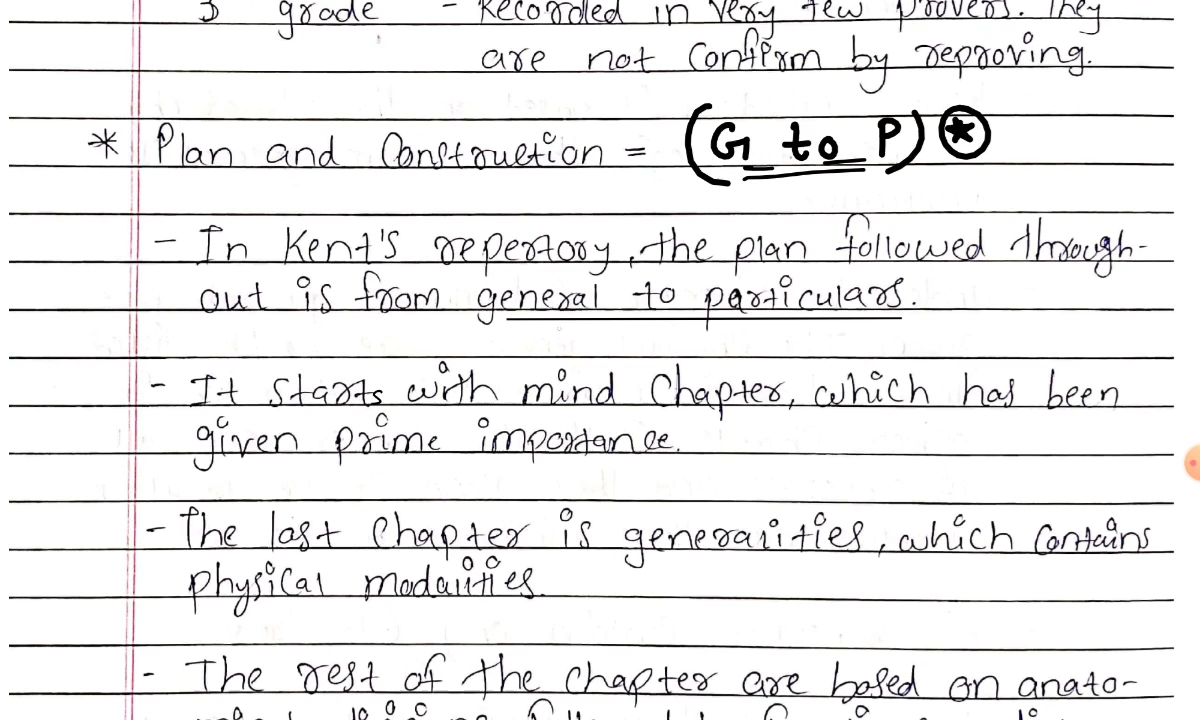 3 grade - Recorded in very few provers. They
are not Confirm by reproving.
* Plan and Construction = (G to P) *
- In Kent's repertory, the plan followed through-
out is from general to particulars.
- It starts with mind Chapter, which has been
given prime importance.
- The last Chapter is generalities, which Contains
physical modalities.
- The rest of the Chapter are based on anato-